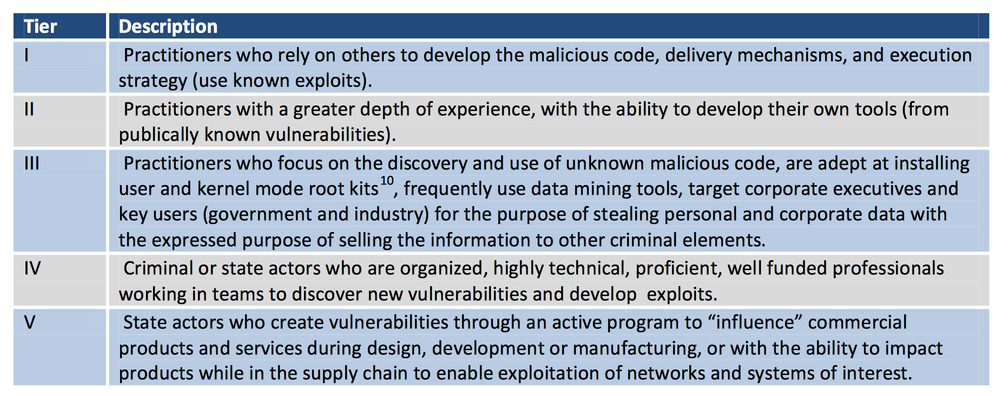 Tier Description
I Practitioners who rely on others to develop the malicious code, delivery mechanisms, and execution
strategy (use known exploits).
II Practitioners with a greater depth of experience, with the ability to develop their own tools (from
publically known vulnerabilities).
III Practitioners who focus on the discovery and use of unknown malicious code, are adept at installing
user and kernel mode root kits10, frequently use data mining tools, target corporate executives and
key users (government and industry) for the purpose of stealing personal and corporate data with
the expressed purpose of selling the information to other criminal elements.
IV Criminal or state actors who are organized, highly technical, proficient, well funded professionals
working in teams to discover new vulnerabilities and develop exploits.
V State actors who create vulnerabilities through an active program to “influence” commercial
products and services during design, development or manufacturing, or with the ability to impact
products while in the supply chain to enable exploitation of networks and systems of interest.